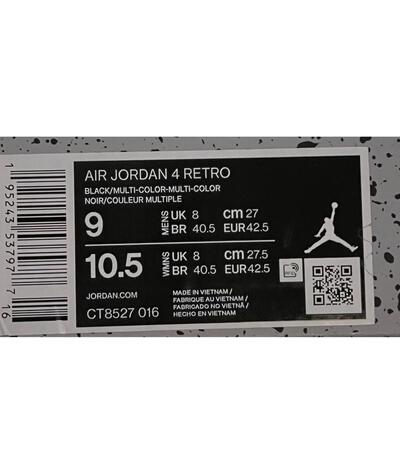 AIR JORDAN 4 RETRO
BLACK/MULTI-COLOR-MULTI-COLOR
NOIR/COULEUR MULTIPLE
9 MENS UK 8 cm 27
BR 40.5 EUR 42.5
10.5 WMNS UK 8 cm 27.5
BR 40.5 EUR 42.5
JORDAN.COM
CT8527 016
MADE IN VIETNAM /
FABRIQUE AU VIETNAM /
FABRICADO NO VIETNÃ /
HECHO EN VIETNAM
1 95243 53797 7 16